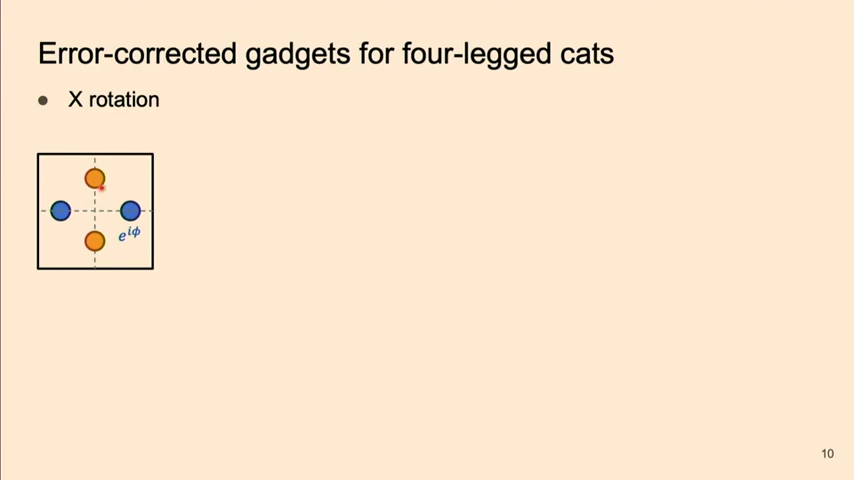 Error-corrected gadgets for four-legged cats
● X rotation
e^{iϕ}
10